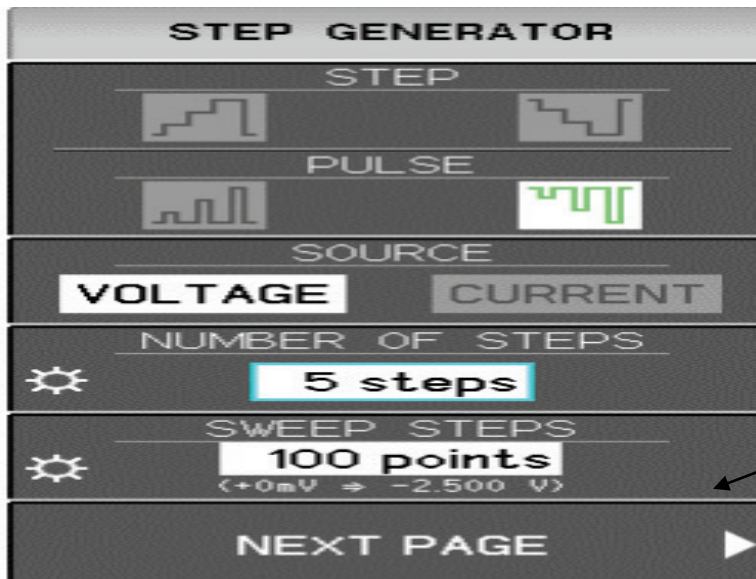 STEP GENERATOR
STEP
PULSE
SOURCE
VOLTAGE CURRENT
NUMBER OF STEPS
5 steps
SWEEP STEPS
100 points
(+0mV ⇒ -2.500 V)
NEXT PAGE